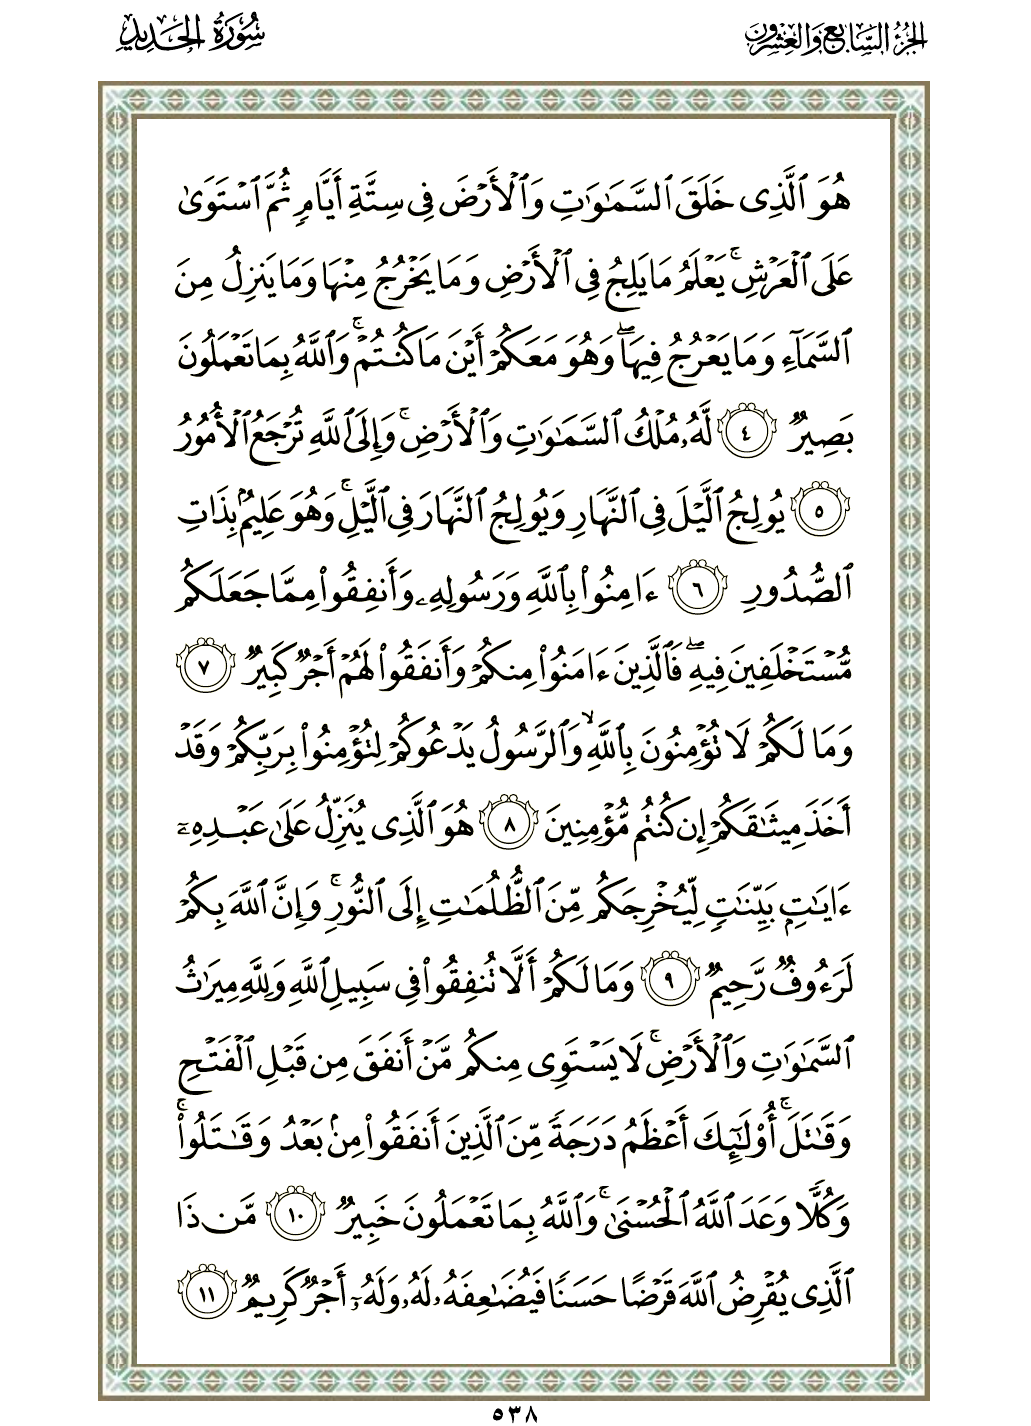 الجزء السابع والعشرون
سورة الحديد
هُوَ ٱلَّذِى خَلَقَ ٱلسَّمَٰوَٰتِ وَٱلْأَرْضَ فِى سِتَّةِ أَيَّامٍ ثُمَّ ٱسْتَوَىٰ
عَلَى ٱلْعَرْشِ ۚ يَعْلَمُ مَا يَلِجُ فِى ٱلْأَرْضِ وَمَا يَخْرُجُ مِنْهَا وَمَا يَنزِلُ مِنَ
ٱلسَّمَآءِ وَمَا يَعْرُجُ فِيهَا ۖ وَهُوَ مَعَكُمْ أَيْنَ مَا كُنتُمْ ۚ وَٱللَّهُ بِمَا تَعْمَلُونَ
بَصِيرٌ ٤ لَّهُۥ مُلْكُ ٱلسَّمَٰوَٰتِ وَٱلْأَرْضِ ۚ وَإِلَى ٱللَّهِ تُرْجَعُ ٱلْأُمُورُ
٥ يُولِجُ ٱلَّيْلَ فِى ٱلنَّهَارِ وَيُولِجُ ٱلنَّهَارَ فِى ٱلَّيْلِ ۚ وَهُوَ عَلِيمٌۢ بِذَاتِ
ٱلصُّدُورِ ٦ ءَامِنُوا۟ بِٱللَّهِ وَرَسُولِهِۦ وَأَنفِقُوا۟ مِمَّا جَعَلَكُم
مُّسْتَخْلَفِينَ فِيهِ ۖ فَٱلَّذِينَ ءَامَنُوا۟ مِنكُمْ وَأَنفَقُوا۟ لَهُمْ أَجْرٌ كَبِيرٌ ٧
وَمَا لَكُمْ لَا تُؤْمِنُونَ بِٱللَّهِ ۙ وَٱلرَّسُولُ يَدْعُوكُمْ لِتُؤْمِنُوا۟ بِرَبِّكُمْ وَقَدْ
أَخَذَ مِيثَٰقَكُمْ إِن كُنتُم مُّؤْمِنِينَ ٨ هُوَ ٱلَّذِى يُنَزِّلُ عَلَىٰ عَبْدِهِۦٓ
ءَايَٰتٍۭ بَيِّنَٰتٍ لِّيُخْرِجَكُم مِّنَ ٱلظُّلُمَٰتِ إِلَى ٱلنُّورِ ۚ وَإِنَّ ٱللَّهَ بِكُمْ
لَرَءُوفٌ رَّحِيمٌ ٩ وَمَا لَكُمْ أَلَّا تُنفِقُوا۟ فِى سَبِيلِ ٱللَّهِ وَلِلَّهِ مِيرَٰثُ
ٱلسَّمَٰوَٰتِ وَٱلْأَرْضِ ۚ لَا يَسْتَوِى مِنكُم مَّنْ أَنفَقَ مِن قَبْلِ ٱلْفَتْحِ
وَقَٰتَلَ ۚ أُو۟لَٰٓئِكَ أَعْظَمُ دَرَجَةً مِّنَ ٱلَّذِينَ أَنفَقُوا۟ مِنۢ بَعْدُ وَقَٰتَلُوا۟ ۚ
وَكُلًّا وَعَدَ ٱللَّهُ ٱلْحُسْنَىٰ ۚ وَٱللَّهُ بِمَا تَعْمَلُونَ خَبِيرٌ ١٠ مَّن ذَا
ٱلَّذِى يُقْرِضُ ٱللَّهَ قَرْضًا حَسَنًا فَيُضَٰعِفَهُۥ لَهُۥ وَلَهُۥٓ أَجْرٌ كَرِيمٌ ١١
٥٣٨